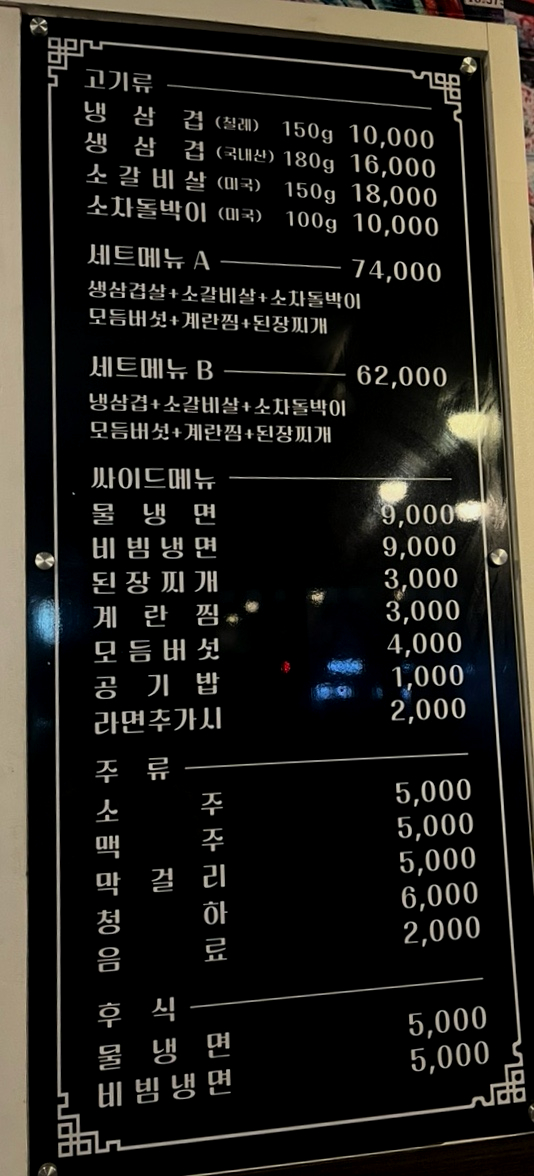 고기류
냉 삼 겹 (칠레) 150g 10,000
생 삼 겹 (국내산) 180g 16,000
소 갈 비 살 (미국) 150g 18,000
소차돌박이 (미국) 100g 10,000
세트메뉴 A 74,000
생삼겹살+소갈비살+소차돌박이
모듬버섯+계란찜+된장찌개
세트메뉴 B 62,000
냉삼겹+소갈비살+소차돌박이
모듬버섯+계란찜+된장찌개
싸이드메뉴
물 냉 면 9,000
비 빔 냉 면 9,000
된 장 찌 개 3,000
계 란 찜 3,000
모 듬 버 섯 4,000
공 기 밥 1,000
라면추가시 2,000
주 류
소 주 5,000
맥 주 5,000
막 걸 리 5,000
청 하 6,000
음 료 2,000
후 식
물 냉 면 5,000
비 빔 냉 면 5,000